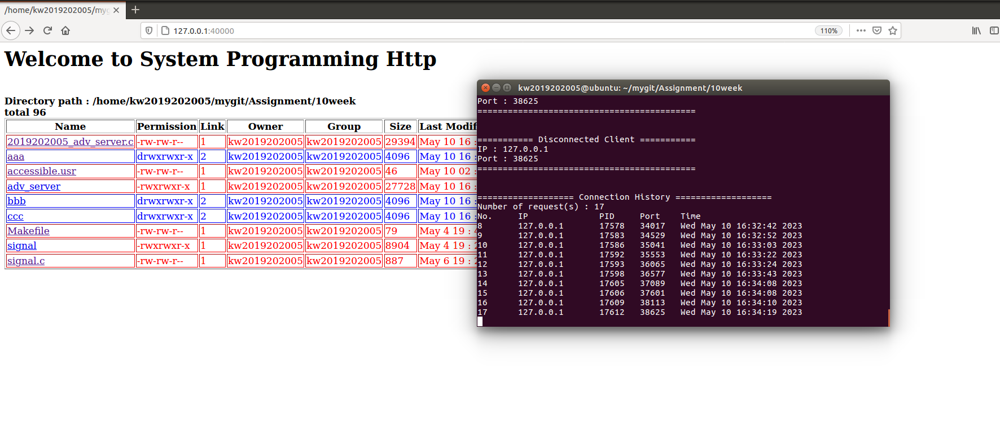 /home/kw2019202005/myg
127.0.0.1:40000
110%
Welcome to System Programming Http
Directory path : /home/kw2019202005/mygit/Assignment/10week
total 96
Name Permission Link Owner Group Size Last Modif
2019202005_adv_server.c -rw-rw-r-- 1 kw2019202005 kw2019202005 29394 May 10 16 :
aaa drwxrwxr-x 2 kw2019202005 kw2019202005 4096 May 10 16 :
accessible.usr -rw-rw-r-- 1 kw2019202005 kw2019202005 46 May 10 02 :
adv_server -rwxrwxr-x 1 kw2019202005 kw2019202005 27728 May 10 16 :
bbb drwxrwxr-x 2 kw2019202005 kw2019202005 4096 May 10 16 :
ccc drwxrwxr-x 2 kw2019202005 kw2019202005 4096 May 10 16 :
Makefile -rw-rw-r-- 1 kw2019202005 kw2019202005 79 May 4 19 :
signal -rwxrwxr-x 1 kw2019202005 kw2019202005 8904 May 4 19 :
signal.c -rw-rw-r-- 1 kw2019202005 kw2019202005 887 May 6 19 :
kw2019202005@ubuntu: ~/mygit/Assignment/10week
Port : 38625
===========================================
=========== Disconnected Client ===========
IP : 127.0.0.1
Port : 38625
===========================================
=================== Connection History ===================
Number of request(s) : 17
No. IP PID Port Time
8 127.0.0.1 17578 34017 Wed May 10 16:32:42 2023
9 127.0.0.1 17583 34529 Wed May 10 16:32:52 2023
10 127.0.0.1 17586 35041 Wed May 10 16:33:03 2023
11 127.0.0.1 17592 35553 Wed May 10 16:33:22 2023
12 127.0.0.1 17593 36065 Wed May 10 16:33:24 2023
13 127.0.0.1 17598 36577 Wed May 10 16:33:43 2023
14 127.0.0.1 17605 37089 Wed May 10 16:34:08 2023
15 127.0.0.1 17606 37601 Wed May 10 16:34:08 2023
16 127.0.0.1 17609 38113 Wed May 10 16:34:10 2023
17 127.0.0.1 17612 38625 Wed May 10 16:34:19 2023